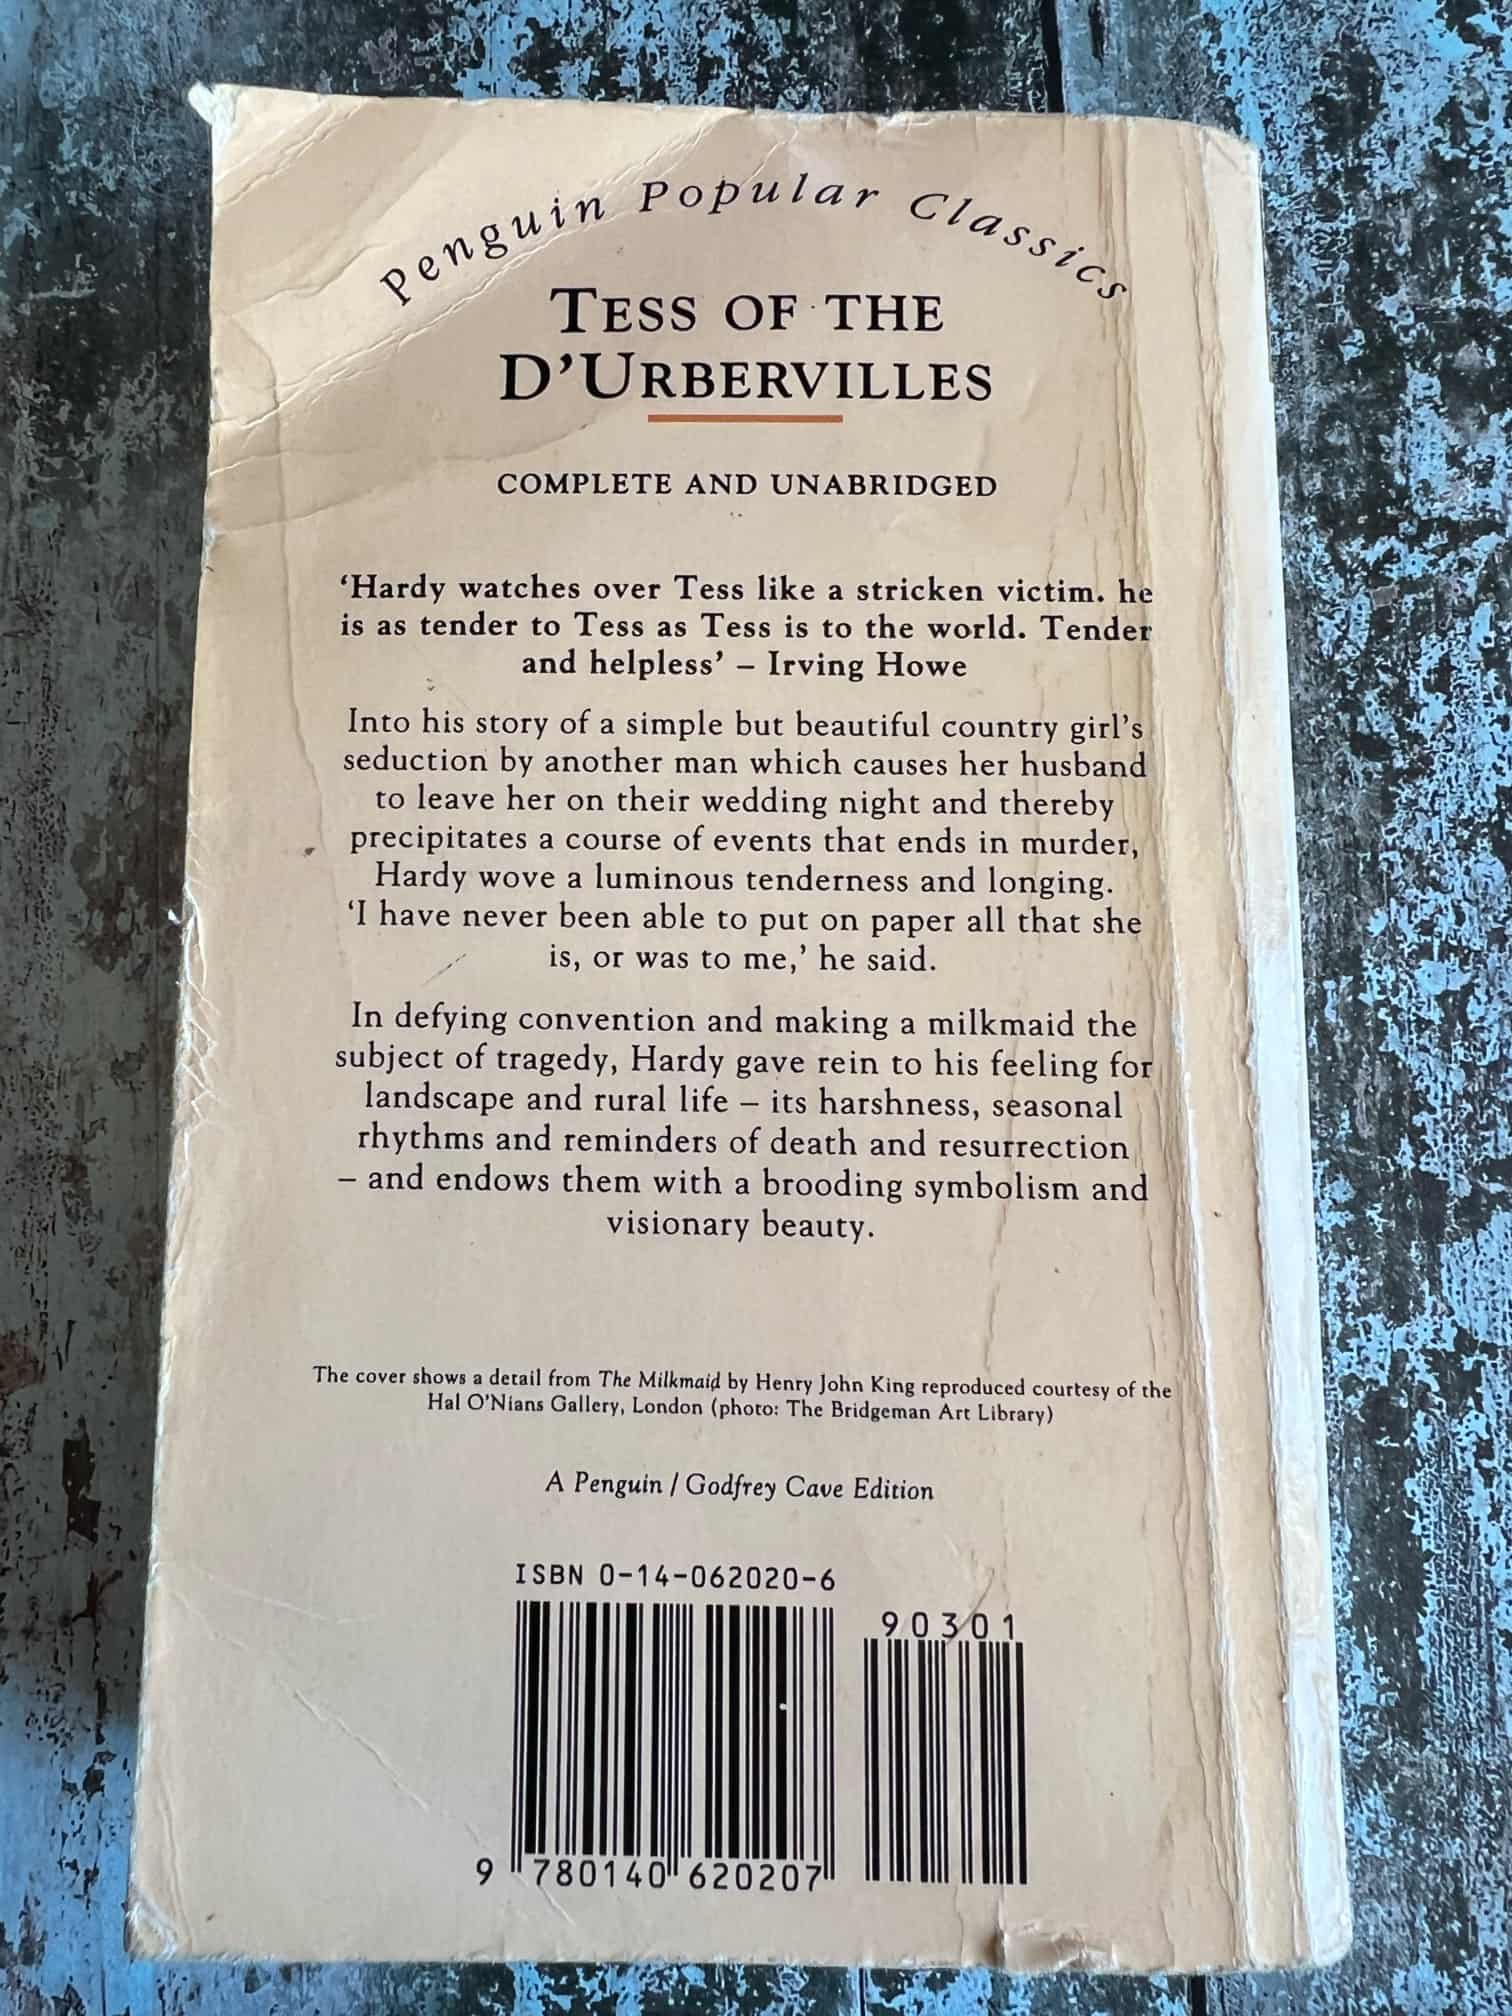 Penguin Popular Classics
TESS OF THE
D'URBERVILLES
COMPLETE AND UNABRIDGED
‘Hardy watches over Tess like a stricken victim. he
is as tender to Tess as Tess is to the world. Tender
and helpless’ – Irving Howe
Into his story of a simple but beautiful country girl’s
seduction by another man which causes her husband
to leave her on their wedding night and thereby
precipitates a course of events that ends in murder,
Hardy wove a luminous tenderness and longing.
‘I have never been able to put on paper all that she
is, or was to me,’ he said.
In defying convention and making a milkmaid the
subject of tragedy, Hardy gave rein to his feeling for
landscape and rural life – its harshness, seasonal
rhythms and reminders of death and resurrection
– and endows them with a brooding symbolism and
visionary beauty.
The cover shows a detail from The Milkmaid by Henry John King reproduced courtesy of the
Hal O’Nians Gallery, London (photo: The Bridgeman Art Library)
A Penguin / Godfrey Cave Edition
ISBN 0-14-062020-6
90301
9 780140 620207